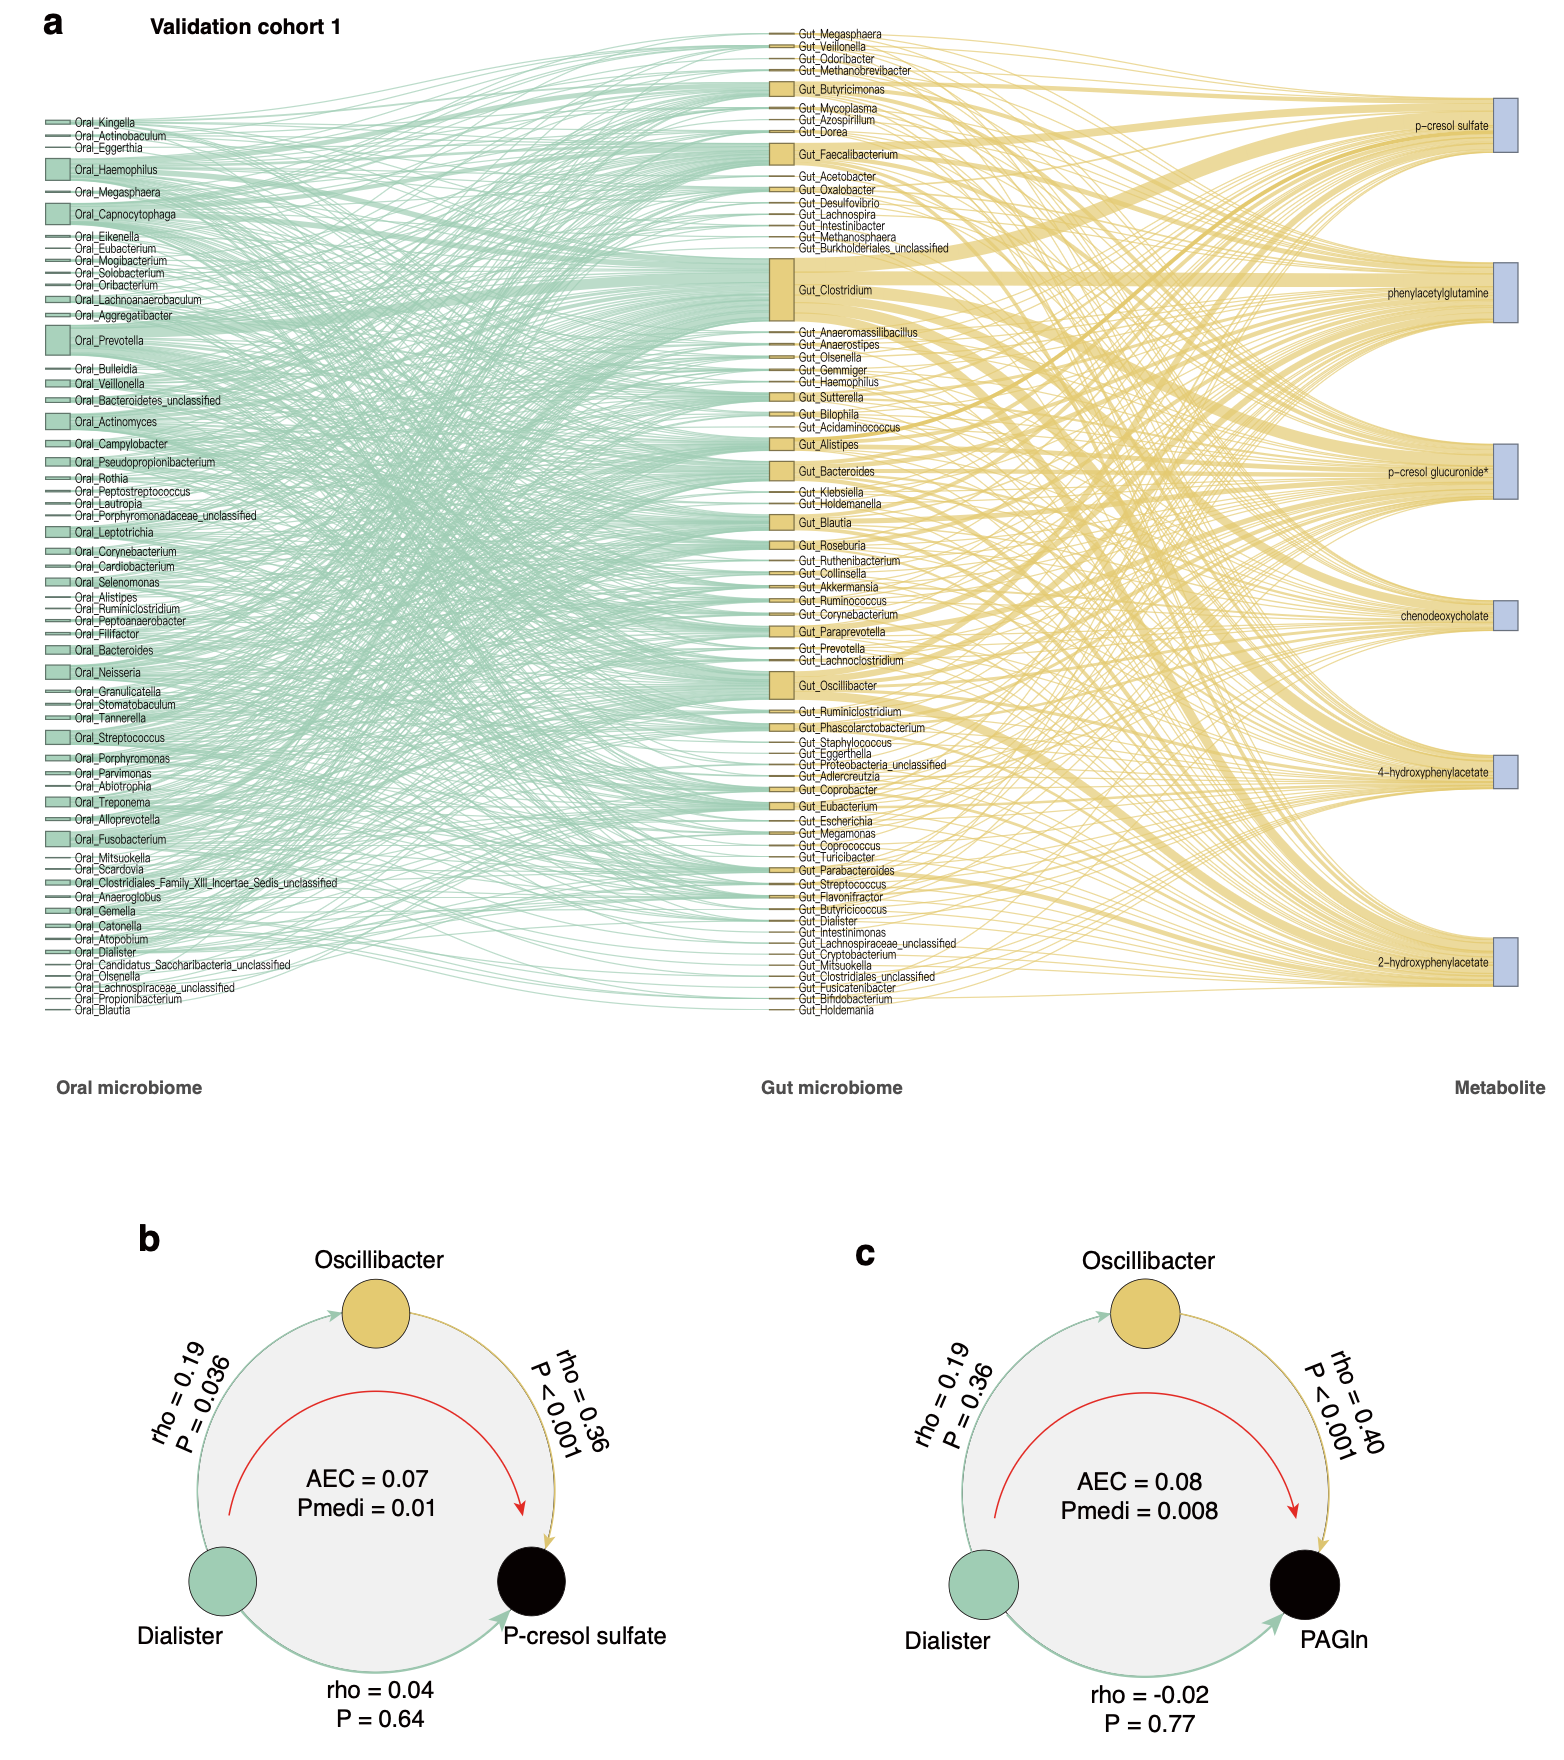 a
Validation cohort 1
Oral_Kingella
Oral_Actinobaculum
Oral_Eggerthia
Oral_Haemophilus
Oral_Megasphaera
Oral_Capnocytophaga
Oral_Eikenella
Oral_Eubacterium
Oral_Mogibacterium
Oral_Solobacterium
Oral_Oribacterium
Oral_Lachnoanaerobaculum
Oral_Aggregatibacter
Oral_Prevotella
Oral_Bulleidia
Oral_Veillonella
Oral_Bacteroidetes_unclassified
Oral_Actinomyces
Oral_Campylobacter
Oral_Pseudopropionibacterium
Oral_Rothia
Oral_Peptostreptococcus
Oral_Lautropia
Oral_Porphyromonadaceae_unclassified
Oral_Leptotrichia
Oral_Corynebacterium
Oral_Cardiobacterium
Oral_Selenomonas
Oral_Alistipes
Oral_Ruminiclostridium
Oral_Peptoanaerobacter
Oral_Filifactor
Oral_Bacteroides
Oral_Neisseria
Oral_Granulicatella
Oral_Stomatobaculum
Oral_Tannerella
Oral_Streptococcus
Oral_Porphyromonas
Oral_Parvimonas
Oral_Abiotrophia
Oral_Treponema
Oral_Alloprevotella
Oral_Fusobacterium
Oral_Mitsuokella
Oral_Scardovia
Oral_Clostridiales_Family_XIII_Incertae_Sedis_unclassified
Oral_Anaeroglobus
Oral_Gemella
Oral_Catonella
Oral_Atopobium
Oral_Dialister
Oral_Candidatus_Saccharibacteria_unclassified
Oral_Olsenella
Oral_Lachnospiraceae_unclassified
Oral_Propionibacterium
Oral_Blautia
Gut_Megasphaera
Gut_Veillonella
Gut_Odoribacter
Gut_Methanobrevibacter
Gut_Butyricimonas
Gut_Mycoplasma
Gut_Azospirillum
Gut_Dorea
Gut_Faecalibacterium
Gut_Acetobacter
Gut_Oxalobacter
Gut_Desulfovibrio
Gut_Lachnospira
Gut_Intestinibacter
Gut_Methanosphaera
Gut_Burkholderiales_unclassified
Gut_Clostridium
Gut_Anaeromassilibacillus
Gut_Anaerostipes
Gut_Olsenella
Gut_Gemmiger
Gut_Haemophilus
Gut_Sutterella
Gut_Bilophila
Gut_Acidaminococcus
Gut_Alistipes
Gut_Bacteroides
Gut_Klebsiella
Gut_Holdemanella
Gut_Blautia
Gut_Roseburia
Gut_Ruthenibacterium
Gut_Collinsella
Gut_Akkermansia
Gut_Ruminococcus
Gut_Corynebacterium
Gut_Paraprevotella
Gut_Prevotella
Gut_Lachnoclostridium
Gut_Oscillibacter
Gut_Ruminiclostridium
Gut_Phascolarctobacterium
Gut_Staphylococcus
Gut_Eggerthella
Gut_Proteobacteria_unclassified
Gut_Adlercreutzia
Gut_Coprobacter
Gut_Eubacterium
Gut_Escherichia
Gut_Megamonas
Gut_Coprococcus
Gut_Turicibacter
Gut_Parabacteroides
Gut_Streptococcus
Gut_Flavonifractor
Gut_Butyricicoccus
Gut_Dialister
Gut_Intestinimonas
Gut_Lachnospiraceae_unclassified
Gut_Cryptobacterium
Gut_Mitsuokella
Gut_Clostridiales_unclassified
Gut_Fusicatenibacter
Gut_Bifidobacterium
Gut_Holdemania
p-cresol sulfate
phenylacetylglutamine
p-cresol glucuronide*
chenodeoxycholate
4-hydroxyphenylacetate
2-hydroxyphenylacetate
Oral microbiome
Gut microbiome
Metabolite
b
Oscillibacter
rho = 0.19
P = 0.036
rho = 0.36
P < 0.001
AEC = 0.07
Pmedi = 0.01
Dialister
P-cresol sulfate
rho = 0.04
P = 0.64
c
Oscillibacter
rho = 0.19
P = 0.36
rho = 0.40
P < 0.001
AEC = 0.08
Pmedi = 0.008
Dialister
PAGln
rho = -0.02
P = 0.77